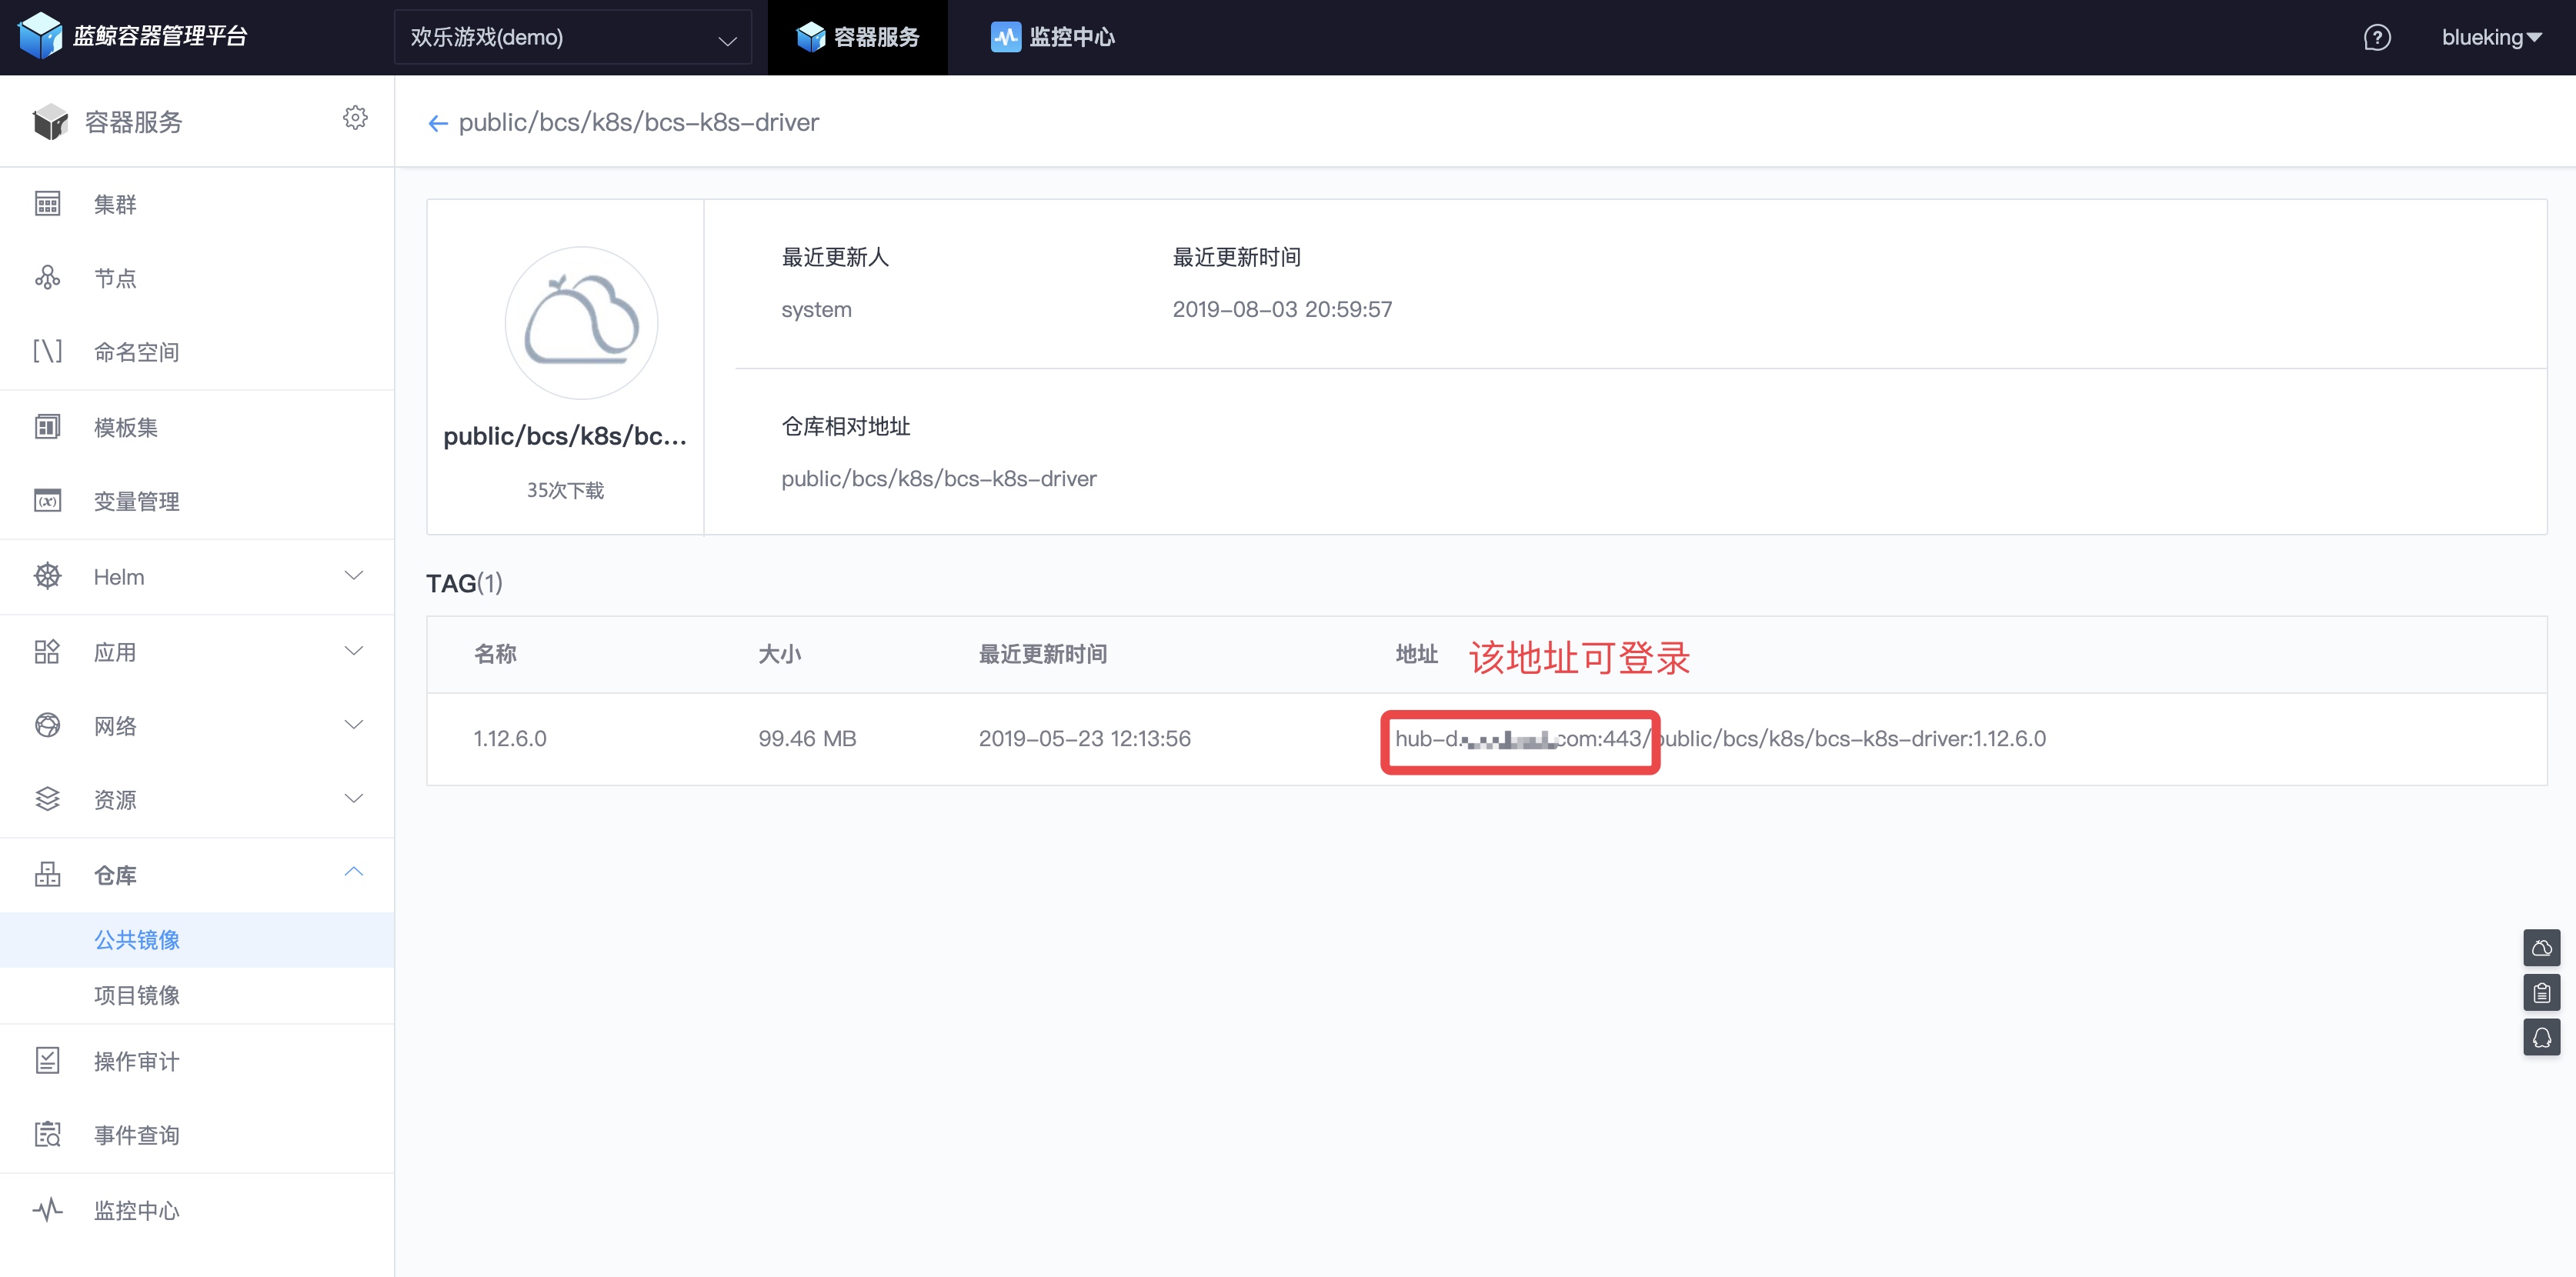 蓝鲸容器管理平台
欢乐游戏(demo)
容器服务
监控中心
blueking
容器服务
public/bcs/k8s/bcs-k8s-driver
集群
节点
命名空间
模板集
变量管理
Helm
应用
网络
资源
仓库
公共镜像
项目镜像
操作审计
事件查询
监控中心
public/bcs/k8s/bc...
35次下载
最近更新人
最近更新时间
system
2019-08-03 20:59:57
仓库相对地址
public/bcs/k8s/bcs-k8s-driver
TAG(1)
名称 大小 最近更新时间 地址 该地址可登录
1.12.6.0 99.46 MB 2019-05-23 12:13:56 hub-d. com:443/public/bcs/k8s/bcs-k8s-driver:1.12.6.0